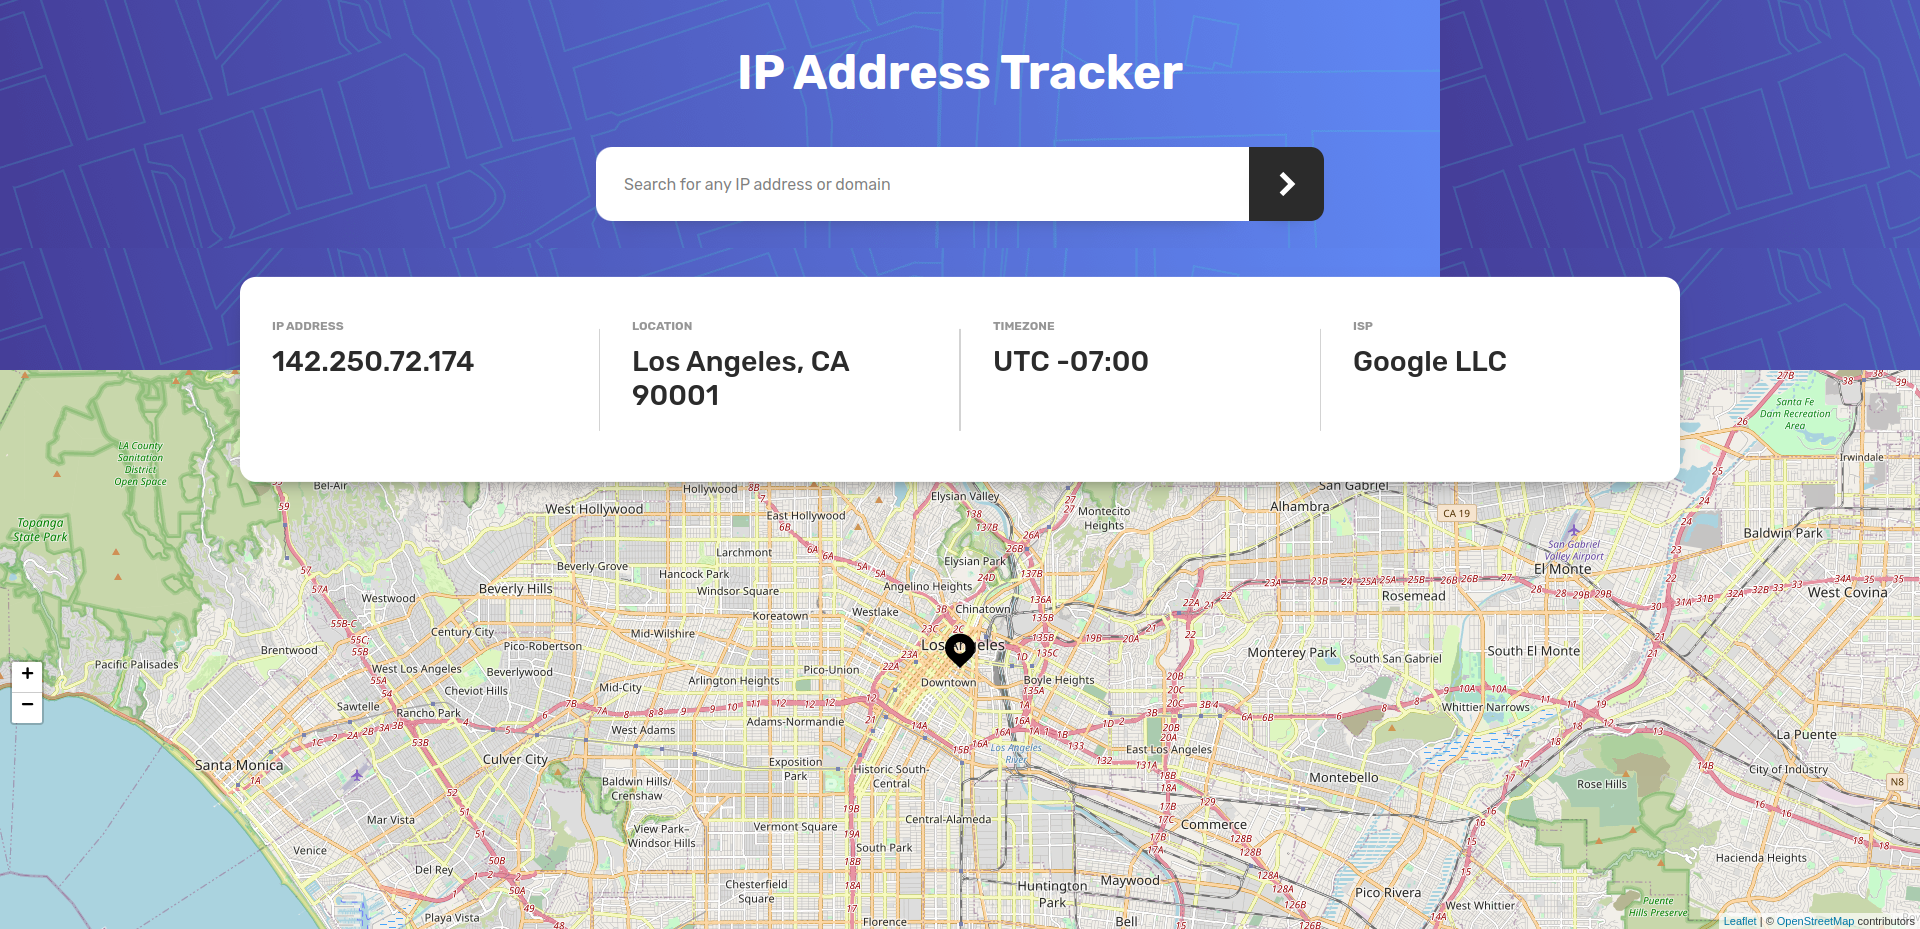 IP Address Tracker
Search for any IP address or domain
IP ADDRESS
142.250.72.174
LOCATION
Los Angeles, CA
90001
TIMEZONE
UTC -07:00
ISP
Google LLC
LA County
Sanitation
District
Open Space
Topanga
State Park
Bel-Air
Hollywood
West Hollywood
East Hollywood
Elysian Valley
Montecito
Heights
San Gabriel
Alhambra
CA 19
Santa Fe
Dam Recreation
Area
Irwindale
Baldwin Park
San Gabriel
Valley Airport
El Monte
West Covina
Larchmont
Beverly Grove
Hancock Park
Windsor Square
Beverly Hills
Elysian Park
Angelino Heights
Chinatown
Westlake
Koreatown
Westwood
Rosemead
Century City
Mid-Wilshire
Pico-Robertson
Brentwood
Pacific Palisades
West Los Angeles
Beverlywood
Cheviot Hills
Mid-City
Arlington Heights
Pico-Union
Downtown
Boyle Heights
Monterey Park
South San Gabriel
South El Monte
Whittier Narrows
Sawtelle
Rancho Park
West Adams
Adams-Normandie
Culver City
Santa Monica
Exposition
Park
Historic South-
Central
Los Angeles
River
East Los Angeles
Montebello
La Puente
City of Industry
N8
Rose Hills
Baldwin Hills/
Crenshaw
Mar Vista
View Park–
Windsor Hills
Vermont Square
Central-Alameda
Commerce
South Park
Venice
Del Rey
Chesterfield
Square
Huntington
Park
Maywood
Pico Rivera
Hacienda Heights
Playa Vista
Florence
Bell
West Whittier
Puente
Hills Preserve
+
−
Leaflet | © OpenStreetMap contributors